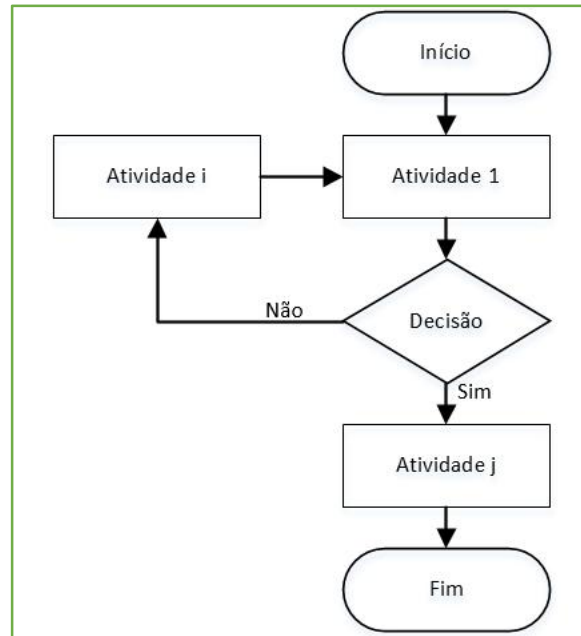 Início
Atividade i
Atividade 1
Não
Decisão
Sim
Atividade j
Fim